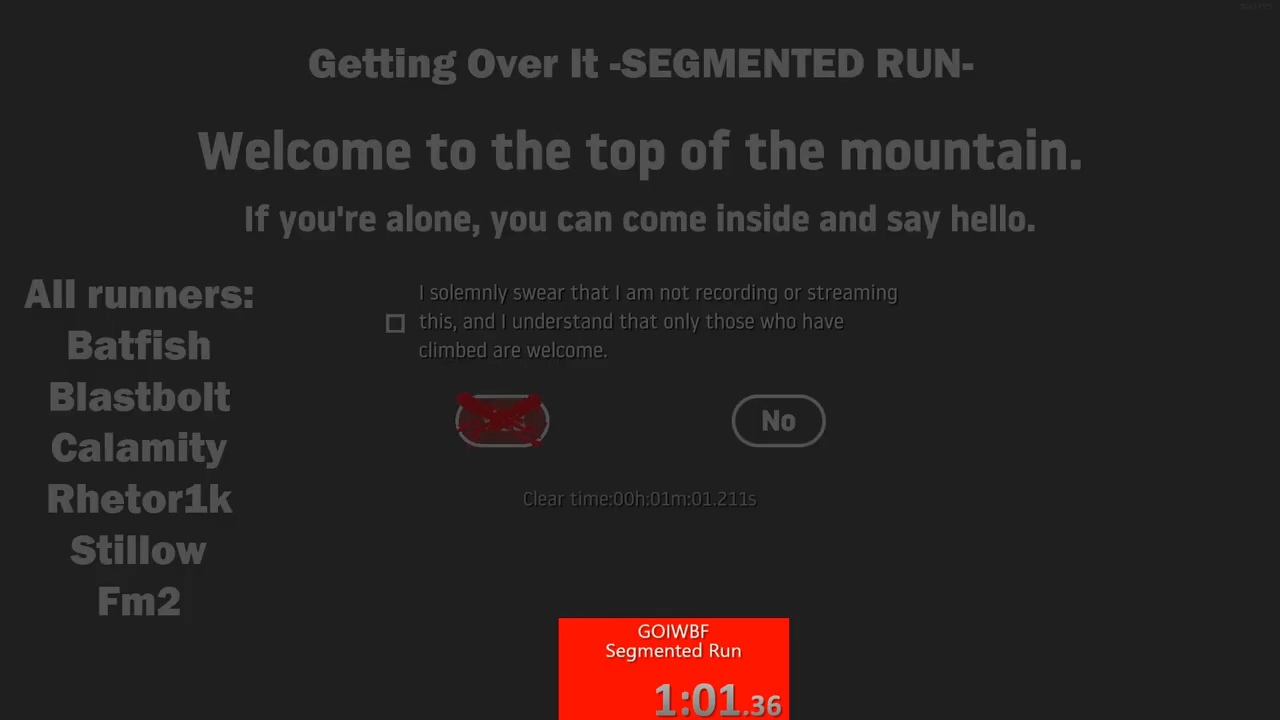 Getting Over It -SEGMENTED RUN-
Welcome to the top of the mountain.
If you're alone, you can come inside and say hello.
All runners:
Batfish
Blastbolt
Calamity
Rhetor1k
Stillow
Fm2
I solemnly swear that I am not recording or streaming
this, and I understand that only those who have
climbed are welcome.
No
Clear time:00h:01m:01.211s
GOIWBF
Segmented Run
1:01.36